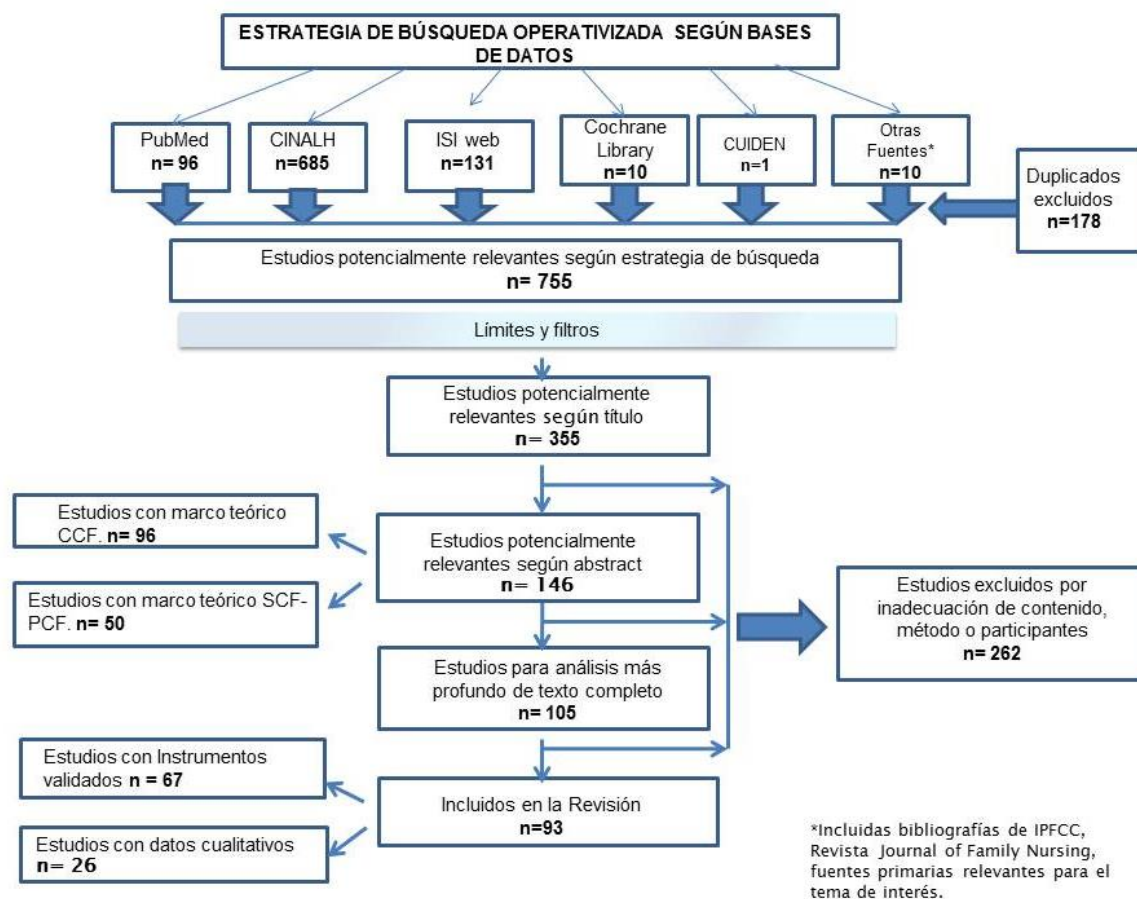 ESTRATEGIA DE BÚSQUEDA OPERATIVIZADA SEGÚN BASES
DE DATOS
PubMed
n= 96
CINALH
n=685
ISI web
n=131
Cochrane
Library
n=10
CUIDEN
n=1
Otras
Fuentes*
n=10
Duplicados
excluidos
n=178
Estudios potencialmente relevantes según estrategia de búsqueda
n= 755
Límites y filtros
Estudios potencialmente
relevantes según título
n= 355
Estudios con marco teórico
CCF. n= 96
Estudios potencialmente
relevantes según abstract
n= 146
Estudios con marco teórico SCF-
PCF. n= 50
Estudios excluidos por
inadecuación de contenido,
método o participantes
n= 262
Estudios para análisis más
profundo de texto completo
n= 105
Estudios con Instrumentos
validados n = 67
Incluidos en la Revisión
n=93
Estudios con datos cualitativos
n= 26
*Incluidas bibliografías de IPFCC,
Revista Journal of Family Nursing,
fuentes primarias relevantes para el
tema de interés.